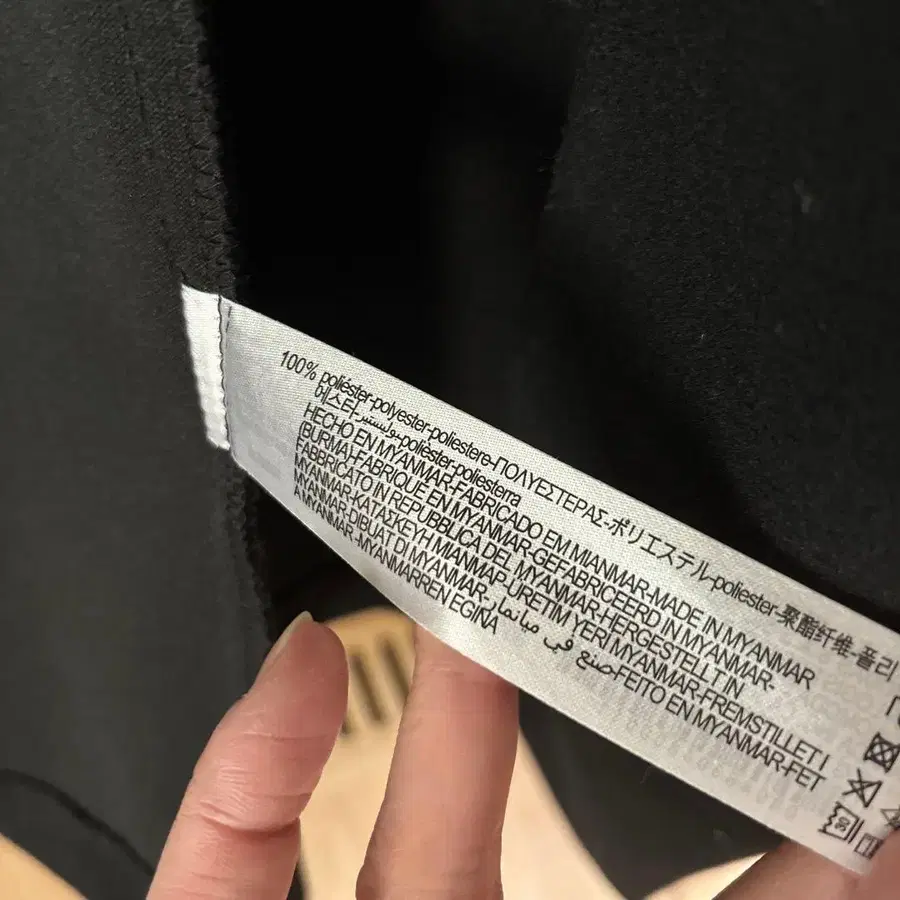 100% poliéster-polyester-poliestere-ΠΟΛΥΕΣΤΕΡΑΣ-ポリエステル-poliester-聚酯纤维-폴리
에스터-بوليستر-poliéster-poliesterra
HECHO EN MYANMAR-FABRICADO EM MIANMAR-MADE IN MYANMAR
(BURMA)-FABRIQUE EN MYANMAR-GEFABRICEERD IN MYANMAR-
FABBRICATO IN REPUBBLICA DEL MYANMAR-HERGESTELLT IN
MYANMAR-ΚΑΤΑΣΚΕΥΗ ΜΙΑΝΜΑΡ-ÜRETIM YERİ MYANMAR-FREMSTILLET I
MYANMAR-DIBUAT DI MYANMAR-صنع في ميانمار-FEITO EN MYANMAR-FET
A MYANMAR -MYANMARREN EGINA